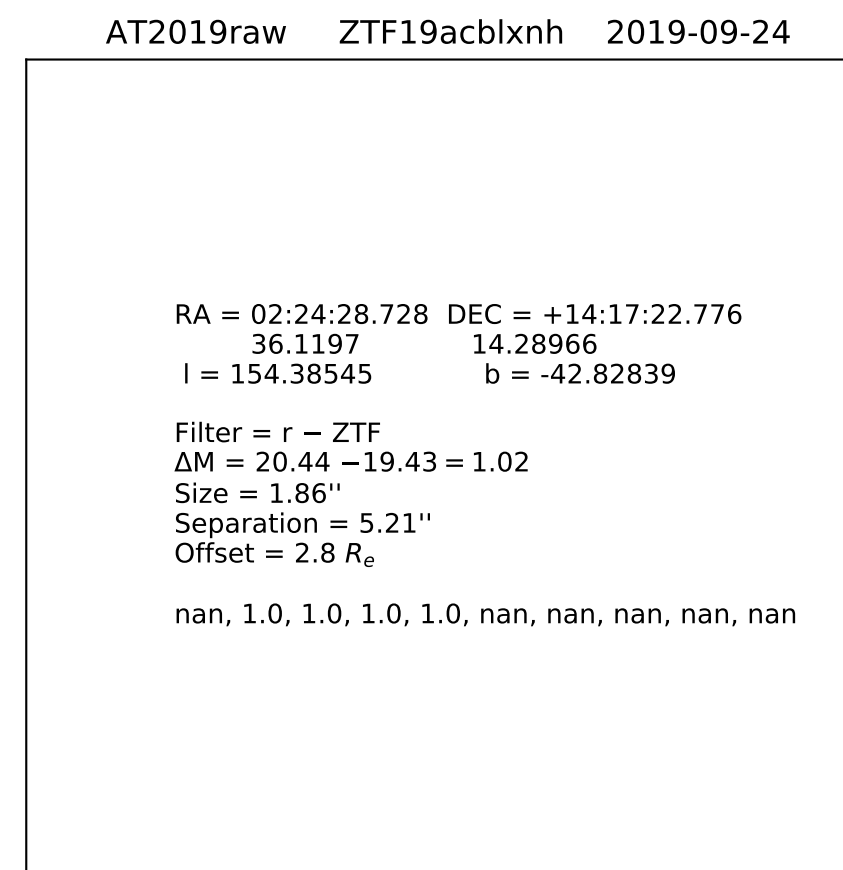 AT2019raw ZTF19acblxnh 2019-09-24
RA = 02:24:28.728 DEC = +14:17:22.776
36.1197 14.28966
l = 154.38545 b = -42.82839
Filter = r − ZTF
ΔM = 20.44 −19.43 = 1.02
Size = 1.86''
Separation = 5.21''
Offset = 2.8 Rₑ
nan, 1.0, 1.0, 1.0, 1.0, nan, nan, nan, nan, nan